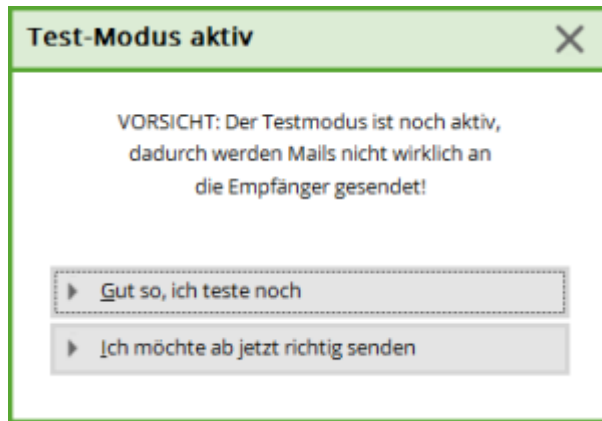 Test-Modus aktiv
VORSICHT: Der Testmodus ist noch aktiv,
dadurch werden Mails nicht wirklich an
die Empfänger gesendet!
Gut so, ich teste noch
Ich möchte ab jetzt richtig senden